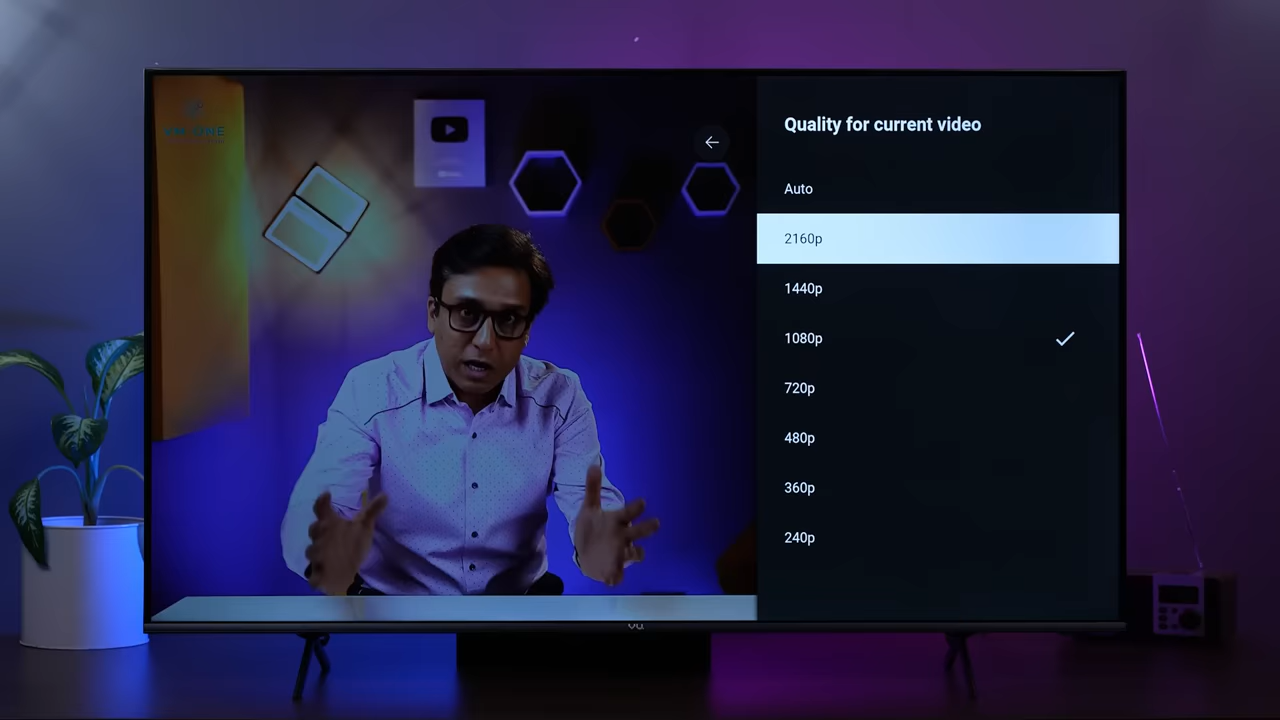 Quality for current video
Auto
2160p
1440p
1080p
720p
480p
360p
240p